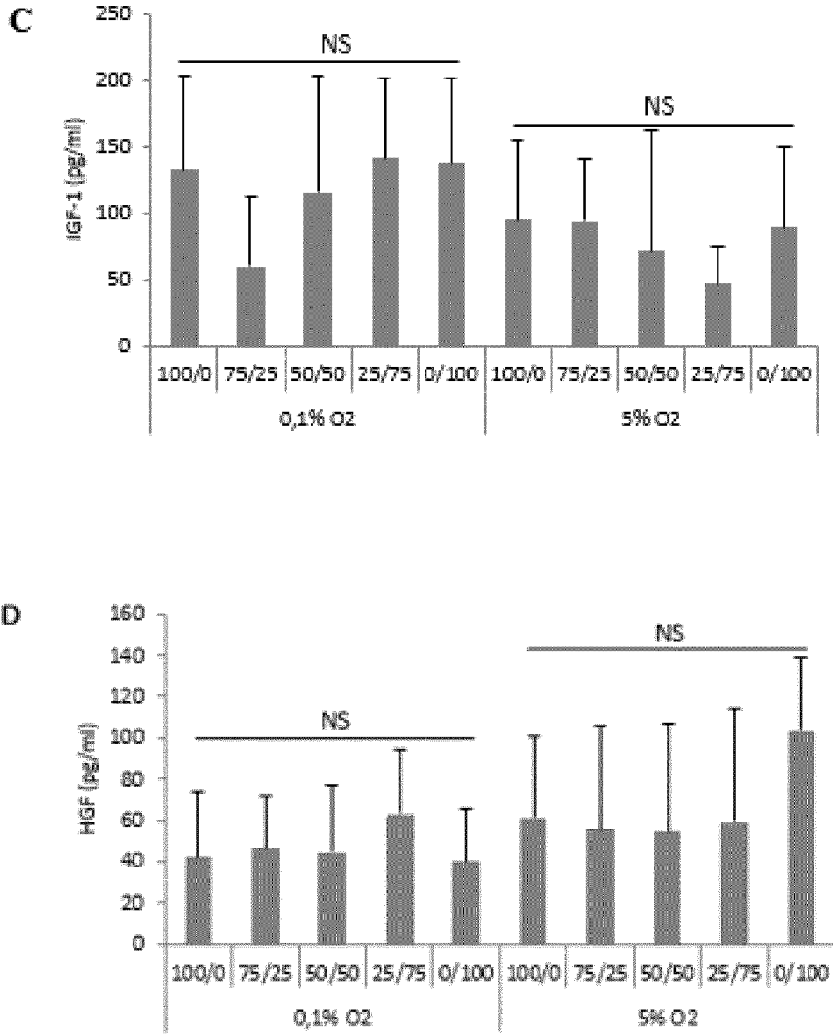 C
IGF-1 (pg/ml)
250
200
150
100
50
0
NS
NS
100/0 75/25 50/50 25/75 0/100 100/0 75/25 50/50 25/75 0/100
0,1% O2 5% O2
D
HGF (pg/ml)
160
140
120
100
80
60
40
20
0
NS
NS
100/0 75/25 50/50 25/75 0/100 100/0 75/25 50/50 25/75 0/100
0,1% O2 5% O2